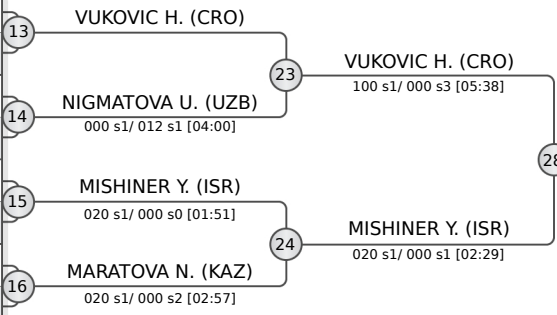 VUKOVIC H. (CRO)
13
23
VUKOVIC H. (CRO)
100 s1/ 000 s3 [05:38]
NIGMATOVA U. (UZB)
14
000 s1/ 012 s1 [04:00]
28
MISHINER Y. (ISR)
15
020 s1/ 000 s0 [01:51]
24
MISHINER Y. (ISR)
020 s1/ 000 s1 [02:29]
MARATOVA N. (KAZ)
16
020 s1/ 000 s2 [02:57]